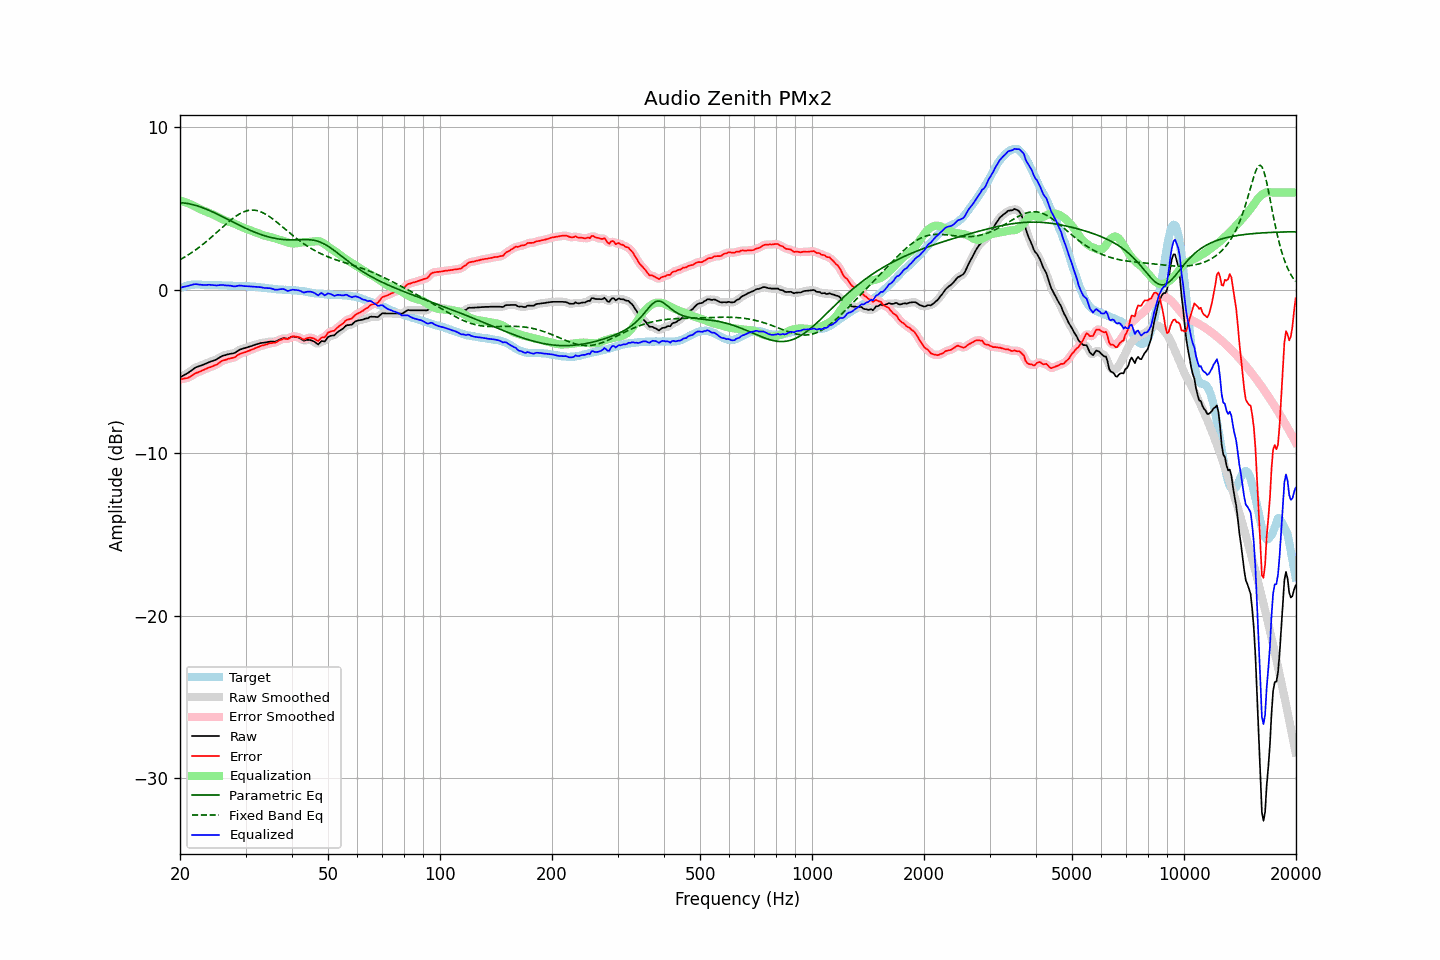 Audio Zenith PMx2
10
0
−10
−20
−30
Amplitude (dBr)
Target
Raw Smoothed
Error Smoothed
Raw
Error
Equalization
Parametric Eq
Fixed Band Eq
Equalized
20 50 100 200 500 1000 2000 5000 10000 20000
Frequency (Hz)